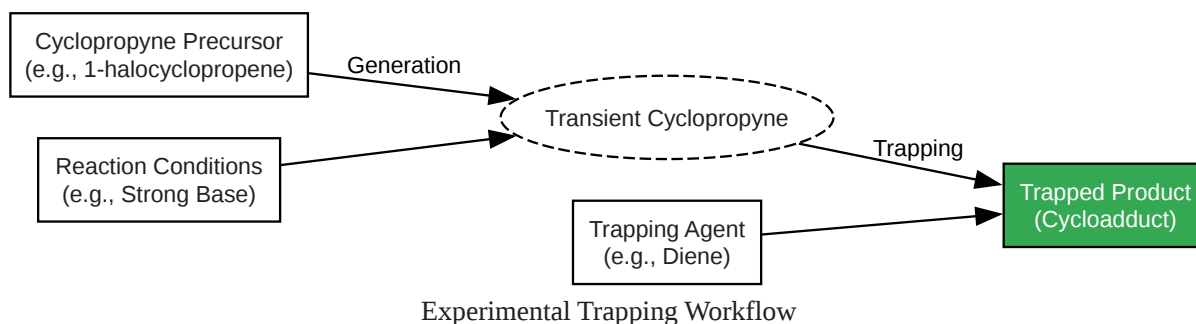 Cyclopropyne Precursor
(e.g., 1-halocyclopropene)
Generation
Reaction Conditions
(e.g., Strong Base)
Transient Cyclopropyne
Trapping
Trapping Agent
(e.g., Diene)
Trapped Product
(Cycloadduct)
Experimental Trapping Workflow